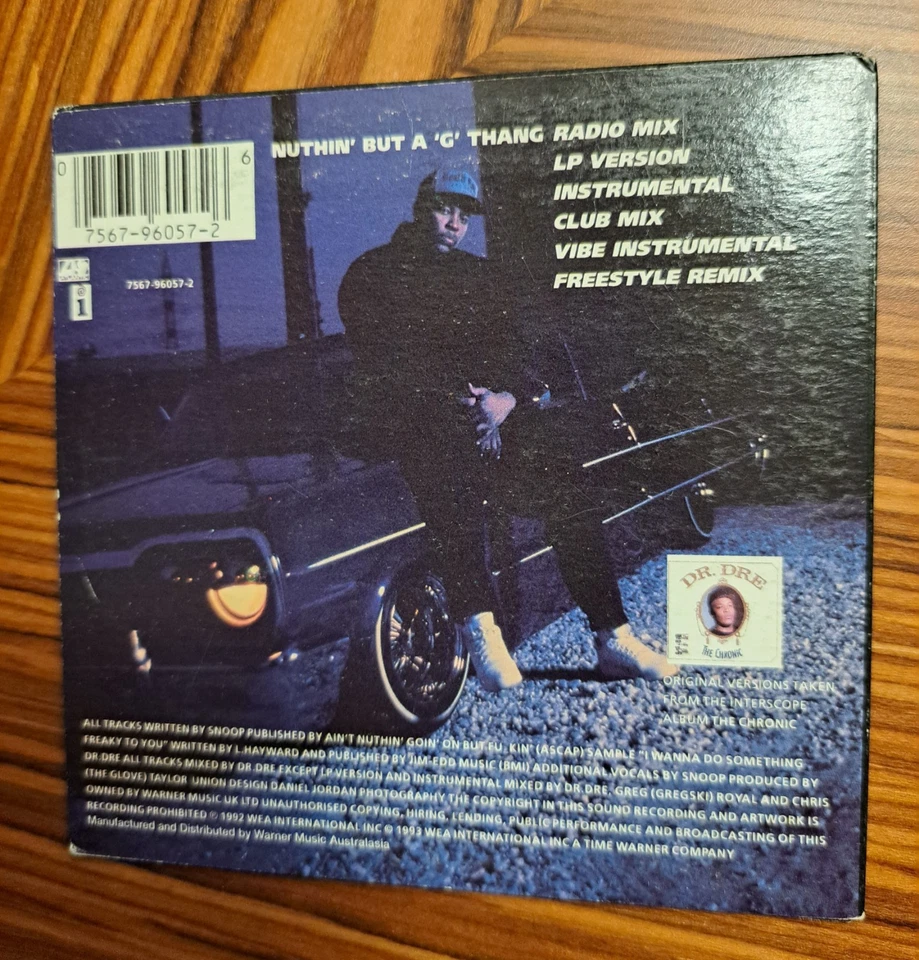 NUTHIN' BUT A 'G' THANG RADIO MIX
LP VERSION
INSTRUMENTAL
CLUB MIX
VIBE INSTRUMENTAL
FREESTYLE REMIX
0 6
7567-96057-2
7567-96057-2
DR. DRE
THE CHRONIC
ORIGINAL VERSIONS TAKEN
FROM THE INTERSCOPE
ALBUM THE CHRONIC
ALL TRACKS WRITTEN BY SNOOP PUBLISHED BY AIN'T NUTHIN' GOIN' ON BUT FU. KIN' (ASCAP) SAMPLE "I WANNA DO SOMETHING
FREAKY TO YOU" WRITTEN BY L. HAYWARD AND PUBLISHED BY JIM-EDD MUSIC (BMI) ADDITIONAL VOCALS BY SNOOP PRODUCED BY
DR DRE ALL TRACKS MIXED BY DR DRE EXCEPT LP VERSION AND INSTRUMENTAL MIXED BY DR DRE, GREG (GREGSKI) ROYAL AND CHRIS
(THE GLOVE) TAYLOR UNION DESIGN DANIEL JORDAN PHOTOGRAPHY THE COPYRIGHT IN THIS SOUND RECORDING AND ARTWORK IS
OWNED BY WARNER MUSIC UK LTD UNAUTHORISED COPYING, HIRING, LENDING, PUBLIC PERFORMANCE AND BROADCASTING OF THIS
RECORDING PROHIBITED ℗ 1992 WEA INTERNATIONAL INC © 1993 WEA INTERNATIONAL INC A TIME WARNER COMPANY
Manufactured and Distributed by Warner Music Australasia